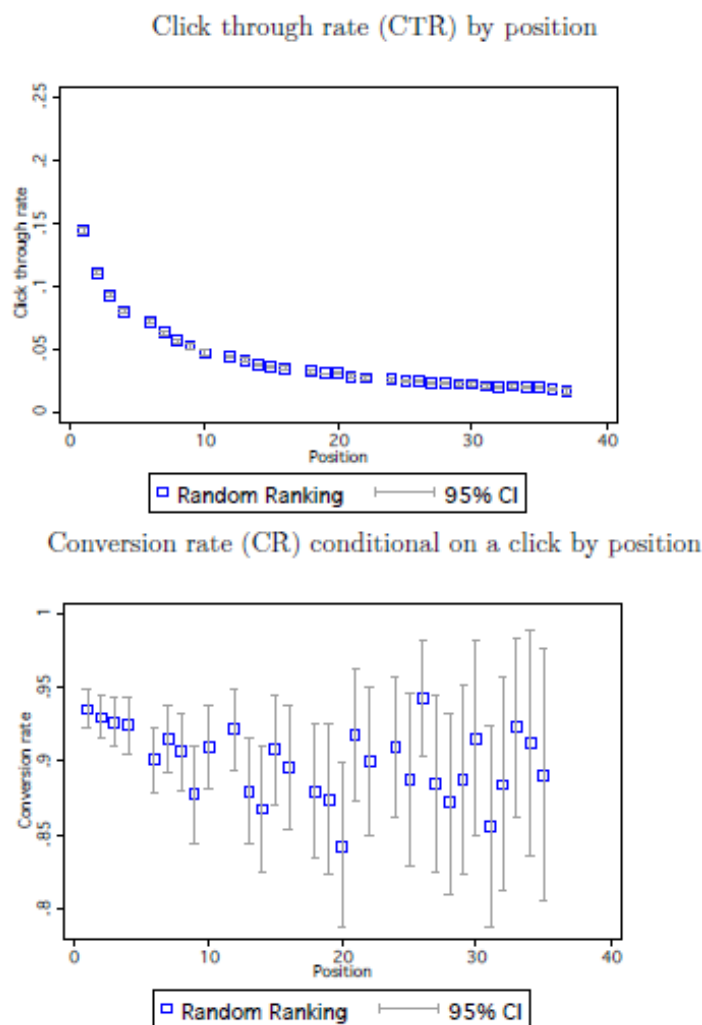 Click through rate (CTR) by position
Click through rate
.25
.2
.15
.1
.05
0
0 10 20 30 40
Position
Random Ranking 95% CI
Conversion rate (CR) conditional on a click by position
Conversion rate
1
.95
.9
.85
.8
0 10 20 30 40
Position
Random Ranking 95% CI